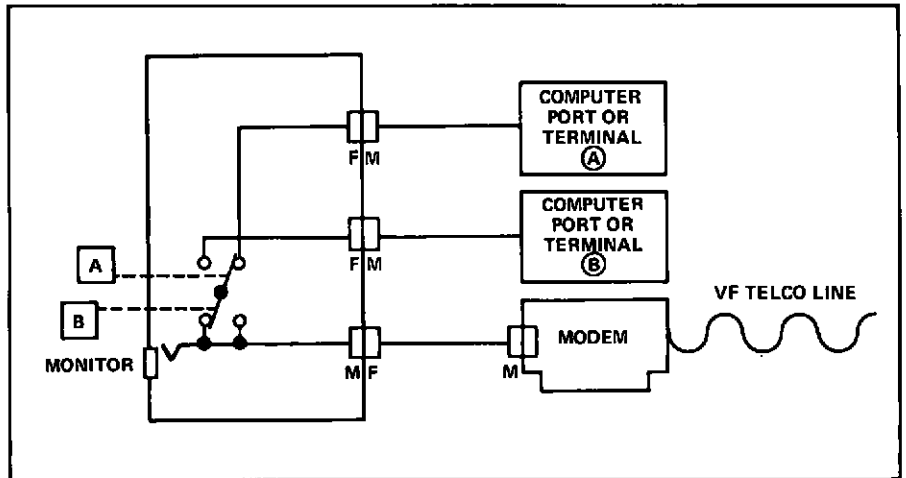 COMPUTER
PORT OR
TERMINAL
A
F M
COMPUTER
PORT OR
TERMINAL
B
F M
A
B
MONITOR
M F
M
MODEM
VF TELCO LINE